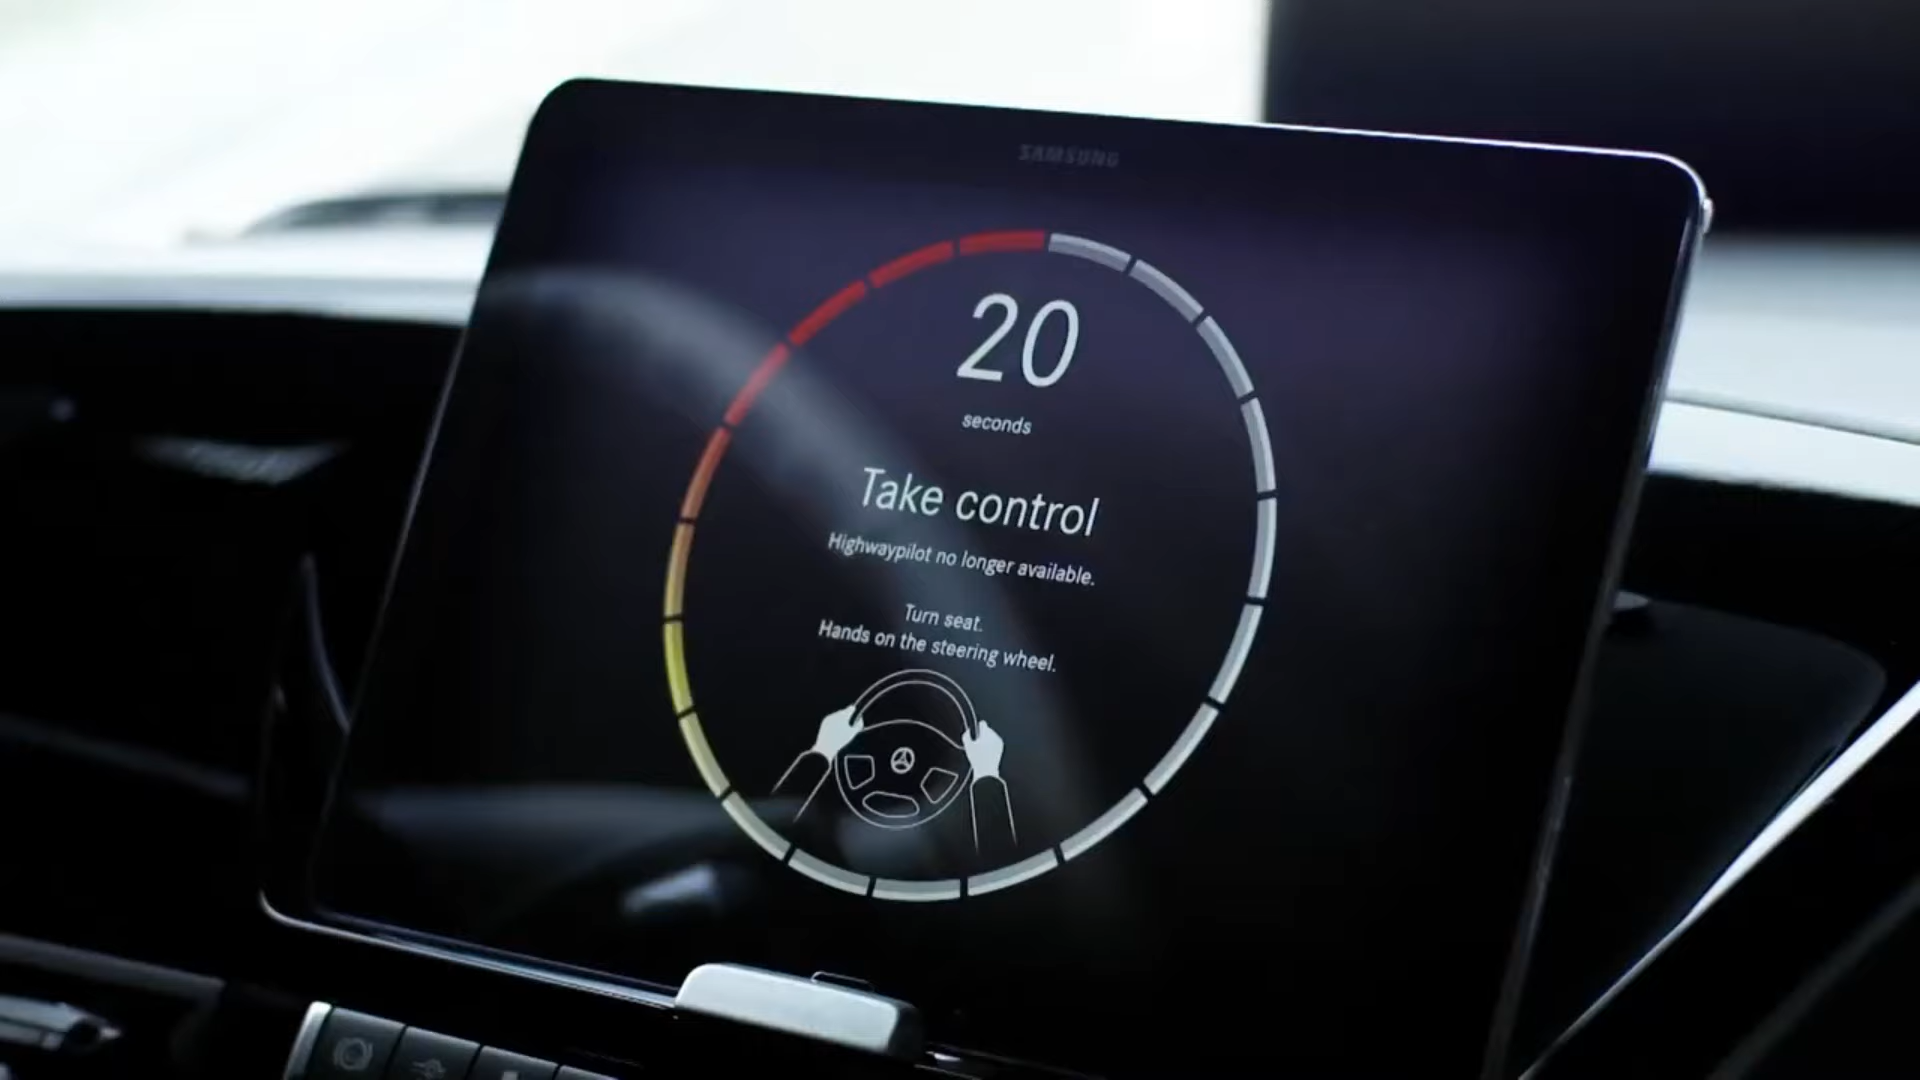 SAMSUNG
20
seconds
Take control
Highwaypilot no longer available.
Turn seat.
Hands on the steering wheel.